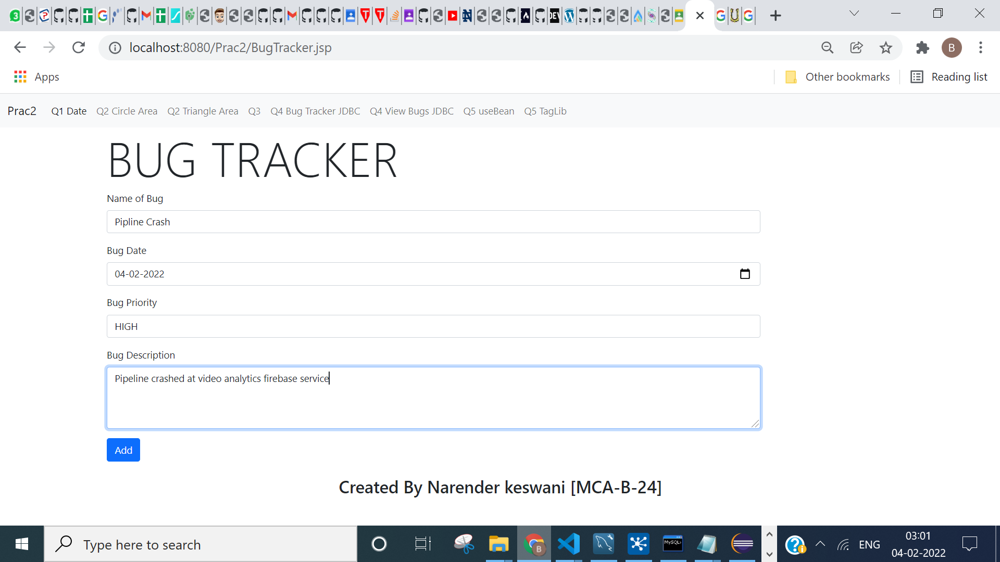 localhost:8080/Prac2/BugTracker.jsp
B
Apps
Other bookmarks
Reading list
Prac2 Q1 Date Q2 Circle Area Q2 Triangle Area Q3 Q4 Bug Tracker JDBC Q4 View Bugs JDBC Q5 useBean Q5 TagLib
BUG TRACKER
Name of Bug
Pipline Crash
Bug Date
04-02-2022
Bug Priority
HIGH
Bug Description
Pipeline crashed at video analytics firebase service
Add
Created By Narender keswani [MCA-B-24]
Type here to search
B
MySQL>
ENG
03:01
04-02-2022